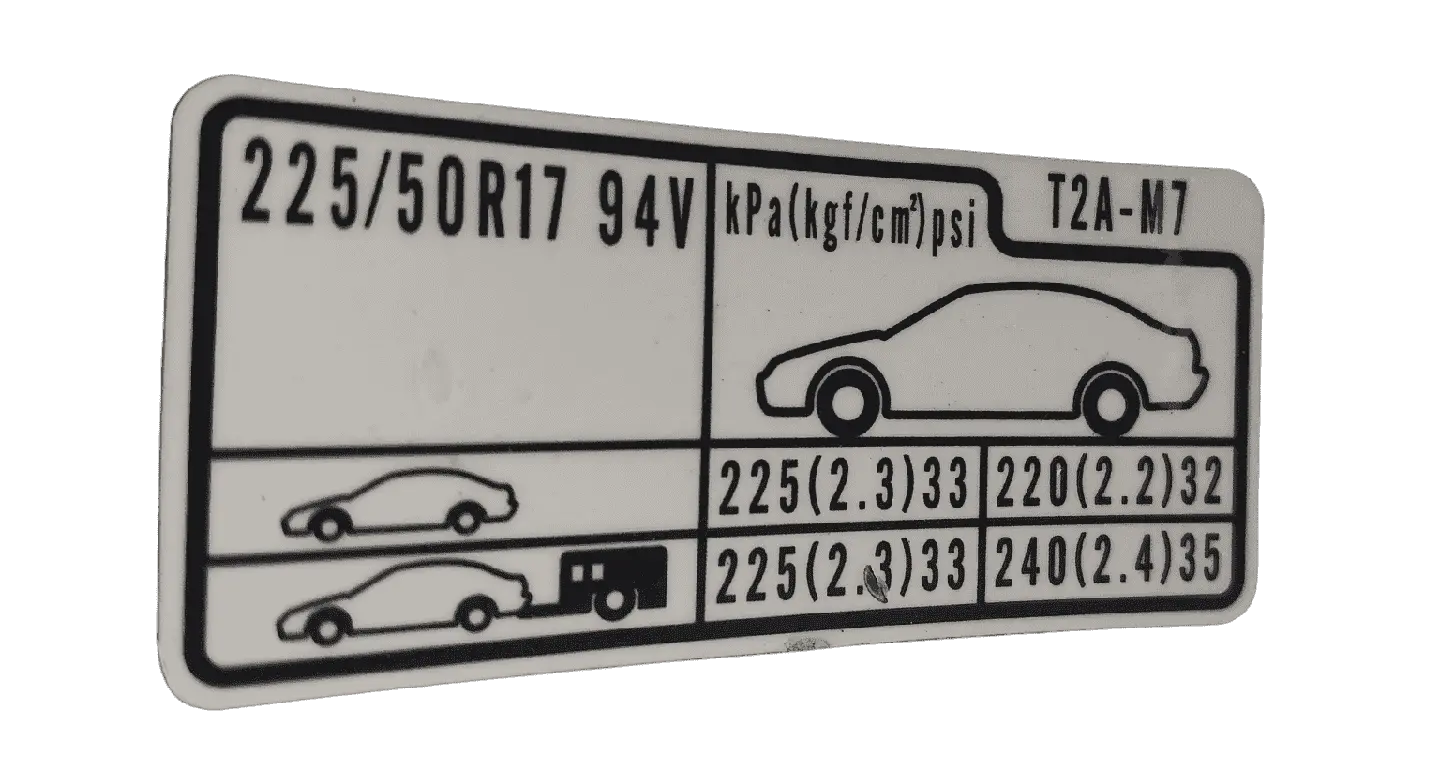 225/50R17 94V
kPa(kgf/cm²)psi
T2A-M7
225(2.3)33 220(2.2)32
225(2.3)33 240(2.4)35